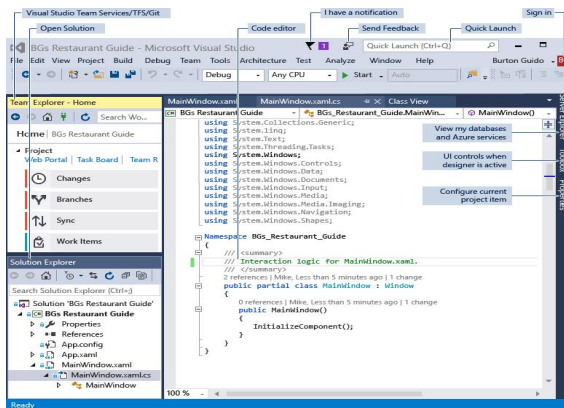 Visual Studio Team Services/TFS/Git
I have a notification
Sign in
Open Solution
Code editor
Send Feedback
Quick Launch
BGs Restaurant Guide - Microsoft Visual Studio
1
Quick Launch (Ctrl+Q)
File Edit View Project Build Debug Team Tools Architecture Test Analyze Window Help
Burton Guido
Debug
Any CPU
Start
Auto
Team Explorer - Home
Search Wo...
Home | BGs Restaurant Guide
Project
Web Portal | Task Board | Team R
Changes
Branches
Sync
Work Items
Solution Explorer
Search Solution Explorer (Ctrl+;)
Solution 'BGs Restaurant Guide'
BGs Restaurant Guide
Properties
References
App.config
App.xaml
MainWindow.xaml
MainWindow.xaml.cs
MainWindow
MainWindow.xaml
MainWindow.xaml.cs
Class View
BGs Restaurant Guide
BGs_Restaurant_Guide.MainWin...
MainWindow()
using System.Collections.Generic;
using System.linq;
using System.Text;
using System.Threading.Tasks;
using System.Windows;
using System.Windows.Controls;
using System.Windows.Data;
using System.Windows.Documents;
using System.Windows.Input;
using System.Windows.Media;
using System.Windows.Media.Imaging;
using System.Windows.Navigation;
using System.Windows.Shapes;
Namespace BGs_Restaurant_Guide
{
/// <summary>
/// Interaction logic for MainWindow.xaml.
/// </summary>
2 references | Mike, Less than 5 minutes ago | 1 change
public partial class MainWindow : Window
{
0 references | Mike, Less than 5 minutes ago | 1 change
public MainWindow()
{
InitializeComponent();
}
}
}
View my databases
and Azure services
UI controls when
designer is active
Configure current
project item
Toolbox
Properties
100 %
Ready